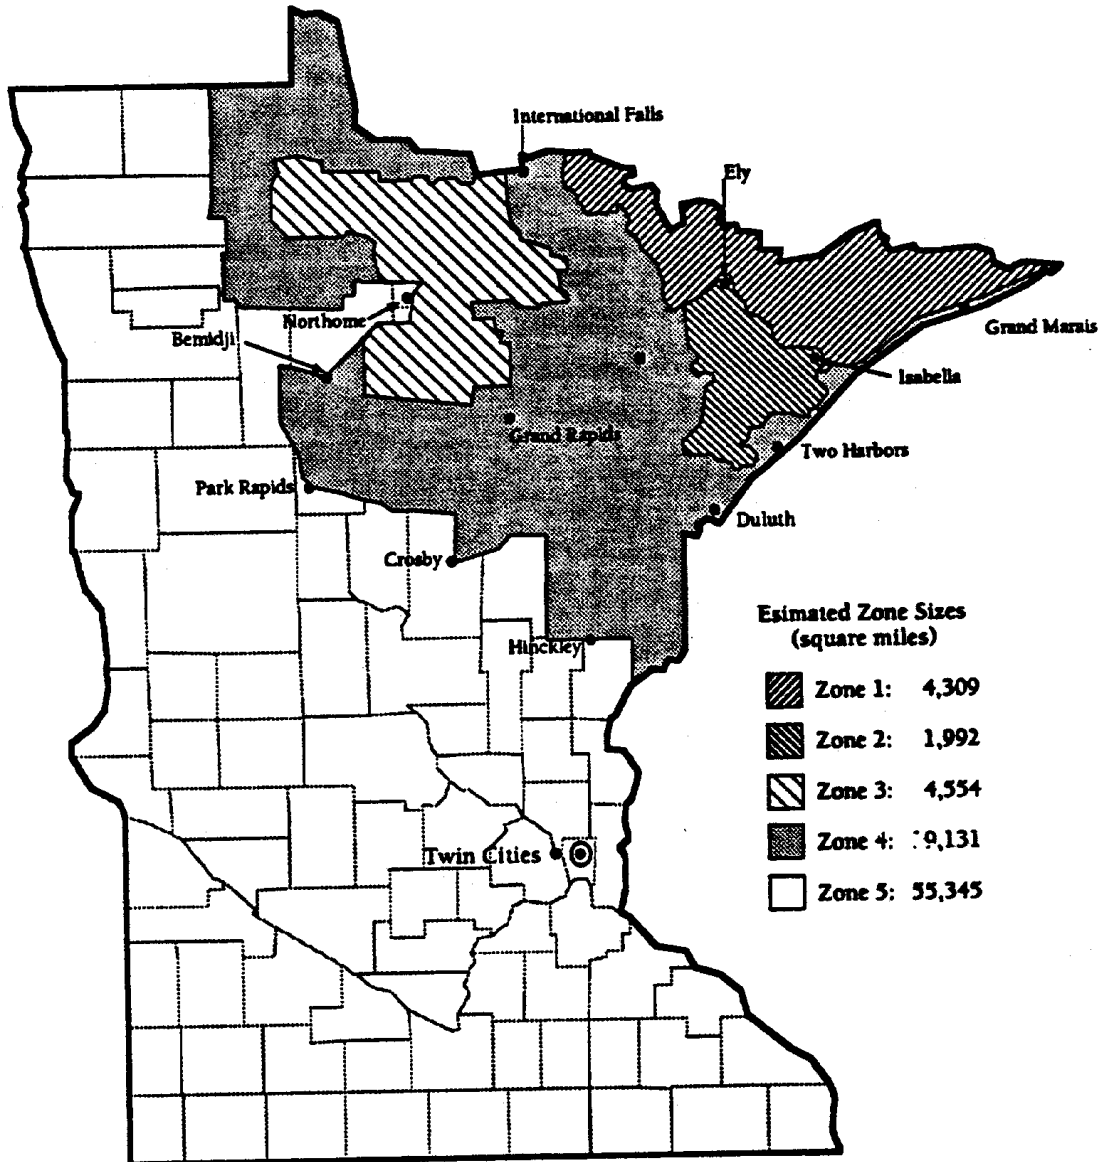 International Falls
Ely
Grand Marais
Northome
Bemidji
Isabella
Grand Rapids
Two Harbors
Park Rapids
Duluth
Crosby
Hinckley
Esimated Zone Sizes
(square miles)
Zone 1: 4,309
Zone 2: 1,992
Zone 3: 4,554
Zone 4: 9,131
Zone 5: 55,345
Twin Cities